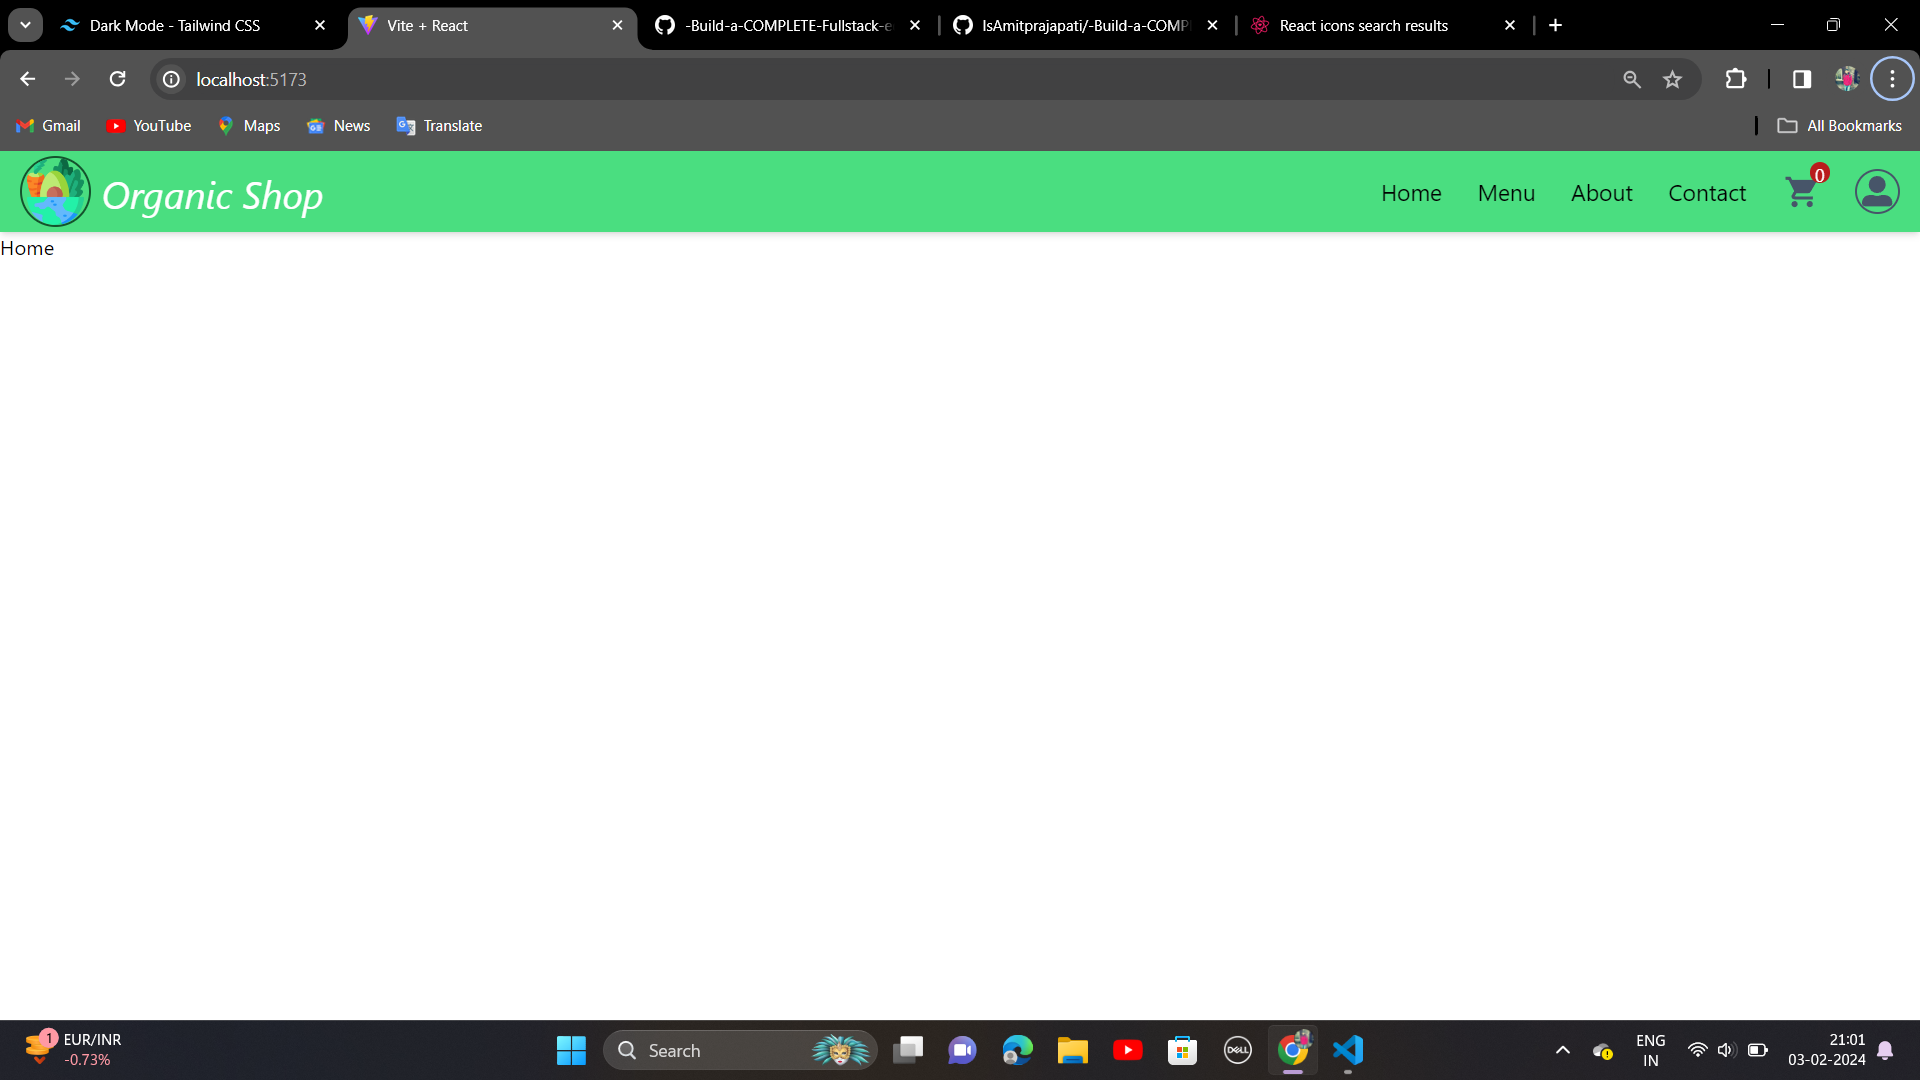 Dark Mode - Tailwind CSS
Vite + React
-Build-a-COMPLETE-Fullstack-e
IsAmitprajapati/-Build-a-COMP
React icons search results
localhost:5173
Gmail
YouTube
Maps
News
Translate
All Bookmarks
Organic Shop
Home
Menu
About
Contact
0
Home
1
EUR/INR
-0.73%
Search
DELL
ENG
IN
21:01
03-02-2024